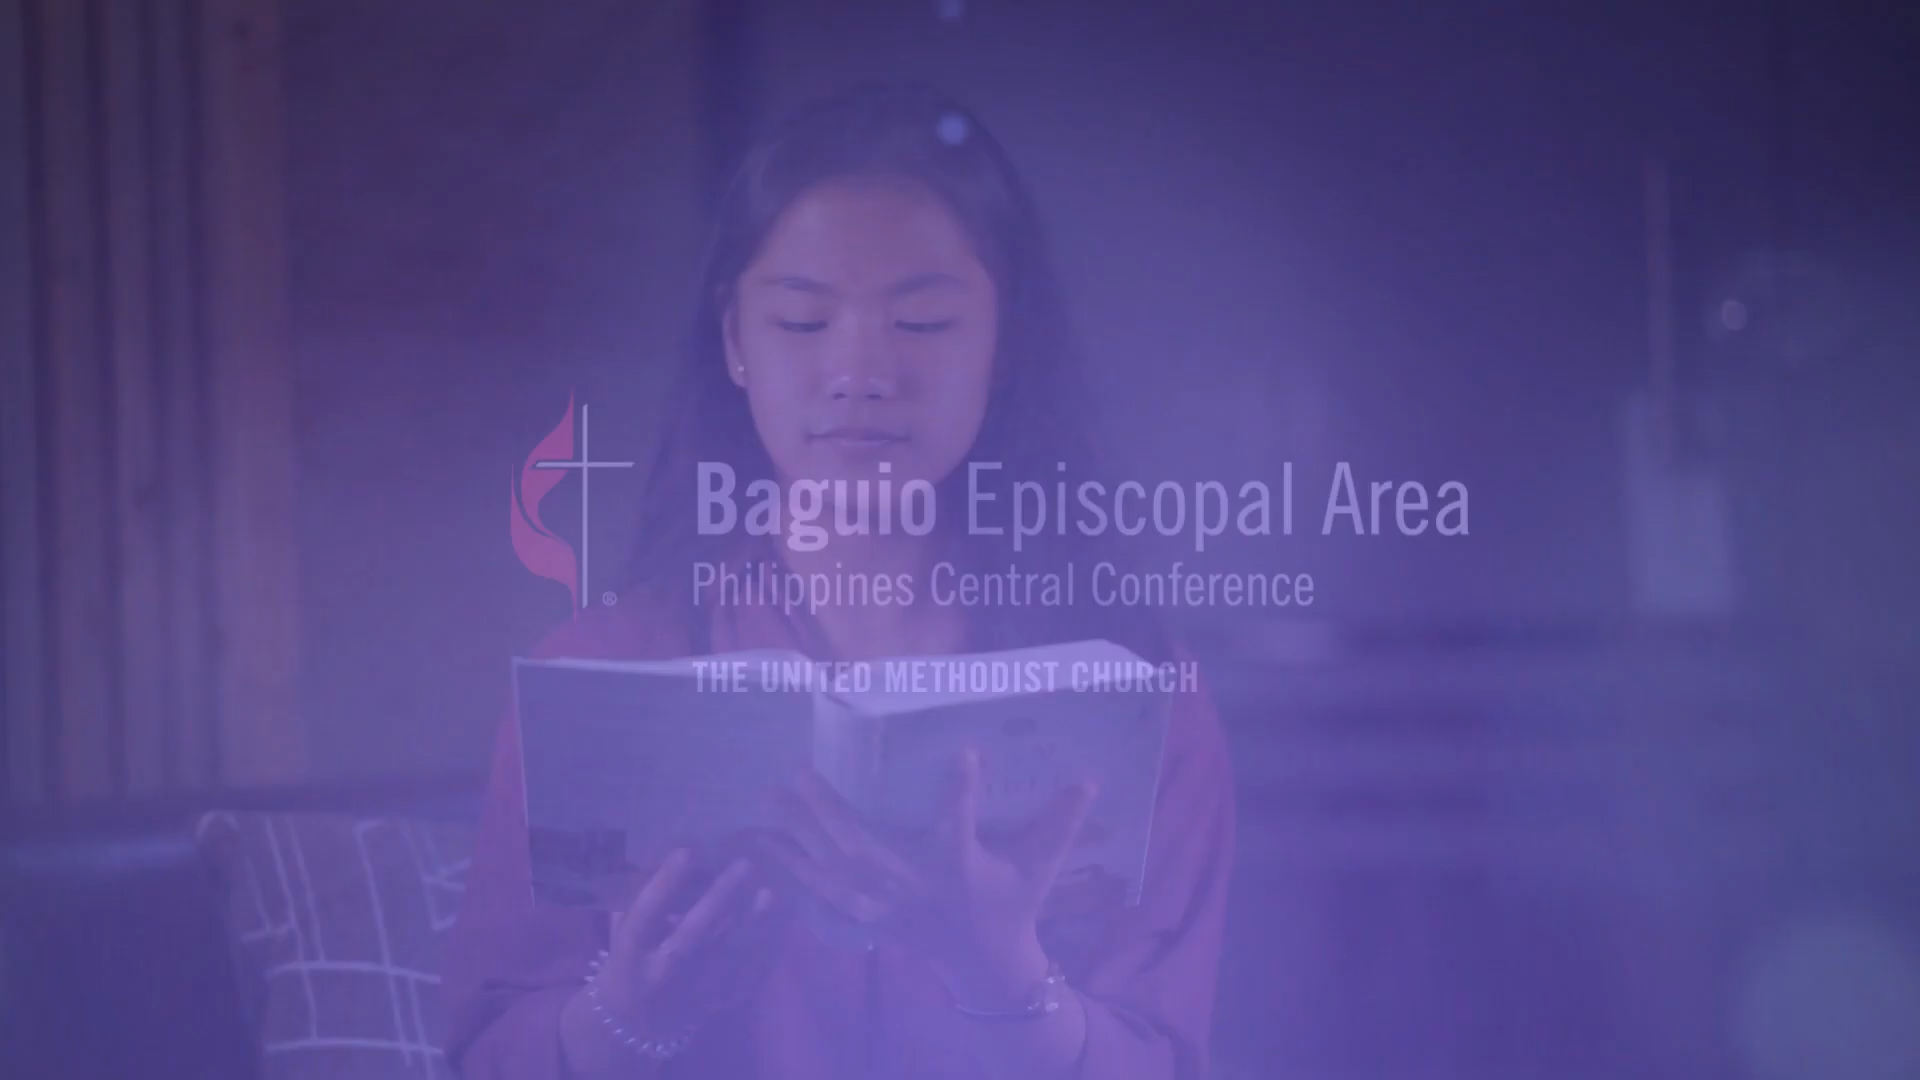 Baguio Episcopal Area
Philippines Central Conference
THE UNITED METHODIST CHURCH
®